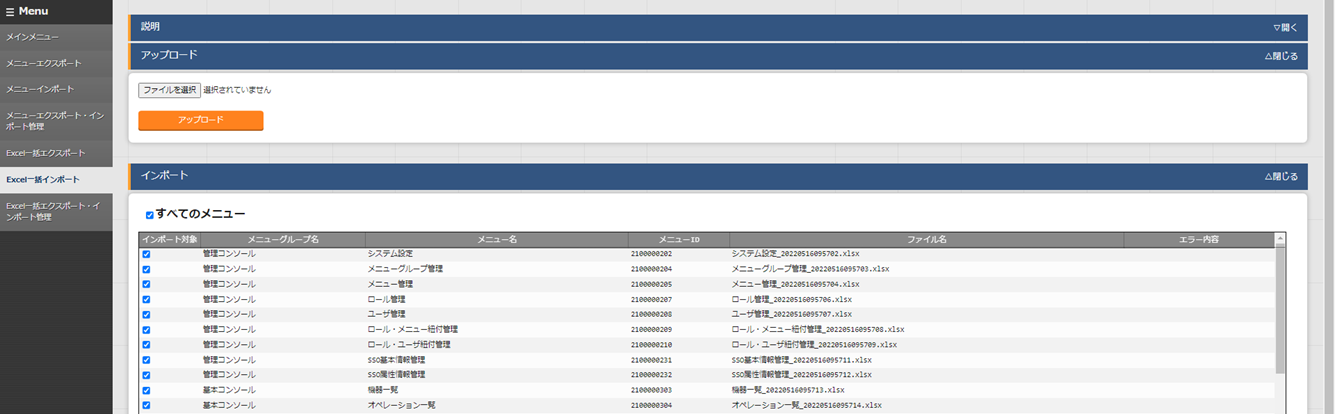 Menu
メインメニュー
メニューエクスポート
メニューインポート
メニューエクスポート・イン
ポート管理
Excel一括エクスポート
Excel一括インポート
Excel一括エクスポート・イ
ンポート管理
説明 ▽開く
アップロード △閉じる
ファイルを選択 選択されていません
アップロード
インポート △閉じる
すべてのメニュー
インポート対象 メニューグループ名 メニュー名 メニューID ファイル名 エラー内容
管理コンソール システム設定 2100000202 システム設定_20220516095702.xlsx
管理コンソール メニューグループ管理 2100000204 メニューグループ管理_20220516095703.xlsx
管理コンソール メニュー管理 2100000205 メニュー管理_20220516095704.xlsx
管理コンソール ロール管理 2100000207 ロール管理_20220516095706.xlsx
管理コンソール ユーザ管理 2100000208 ユーザ管理_20220516095707.xlsx
管理コンソール ロール・メニュー紐付管理 2100000209 ロール・メニュー紐付管理_20220516095708.xlsx
管理コンソール ロール・ユーザ紐付管理 2100000210 ロール・ユーザ紐付管理_20220516095709.xlsx
管理コンソール SSO基本情報管理 2100000231 SSO基本情報管理_20220516095711.xlsx
管理コンソール SSO属性情報管理 2100000232 SSO属性情報管理_20220516095712.xlsx
基本コンソール 機器一覧 2100000303 機器一覧_20220516095713.xlsx
基本コンソール オペレーション一覧 2100000304 オペレーション一覧_20220516095714.xlsx